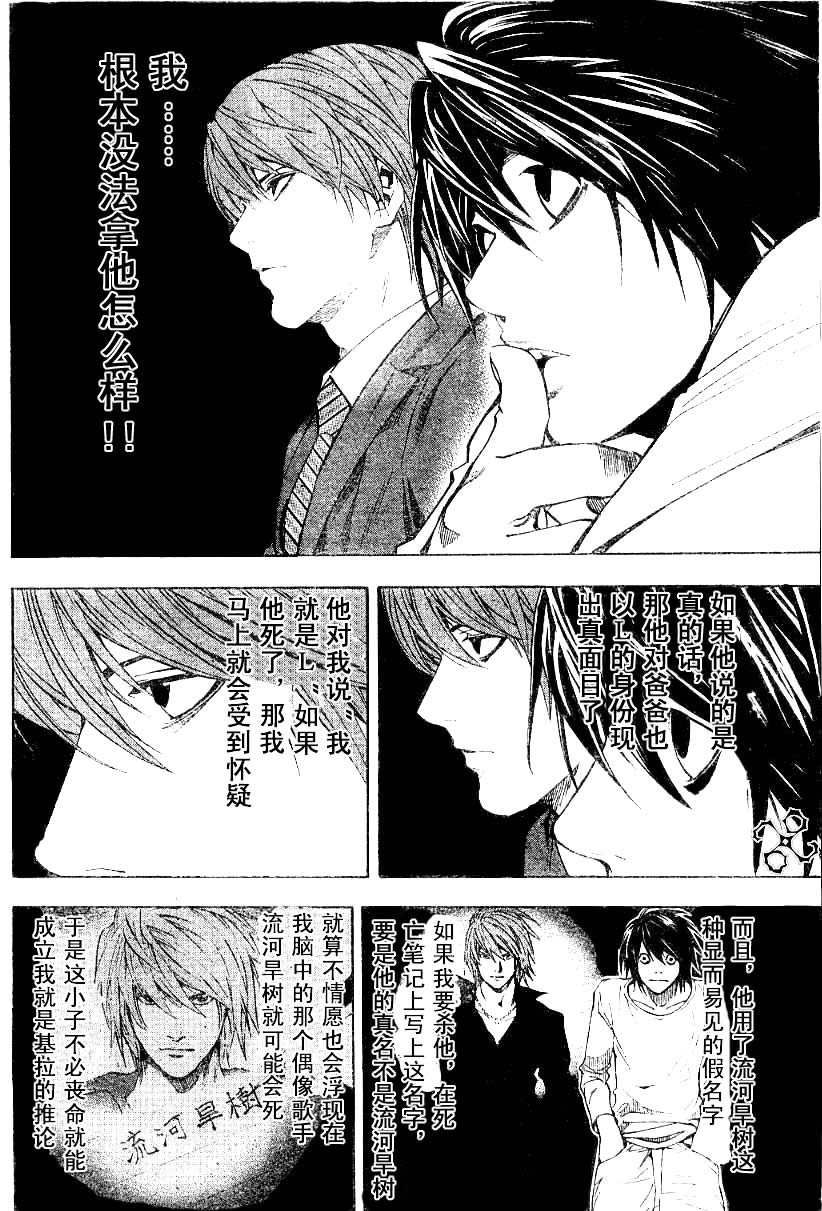 我……
根本没法拿他怎么样!!
如果他说的是
真的话，
那他对爸爸也
以L的身份现
出真面目了
他对我说“我
就是L”如果
他死了，那我
马上就会受到怀疑
而且，他用了流河旱树这
种显而易见的假名字
如果我要杀他，在死
亡笔记上写上这名字，
要是他的真名不是流河旱树
就算不情愿也会浮现在
我脑中的那个偶像歌手
流河旱树就可能会死
于是这小子不必丧命就能
成立我就是基拉的推论
流河旱樹